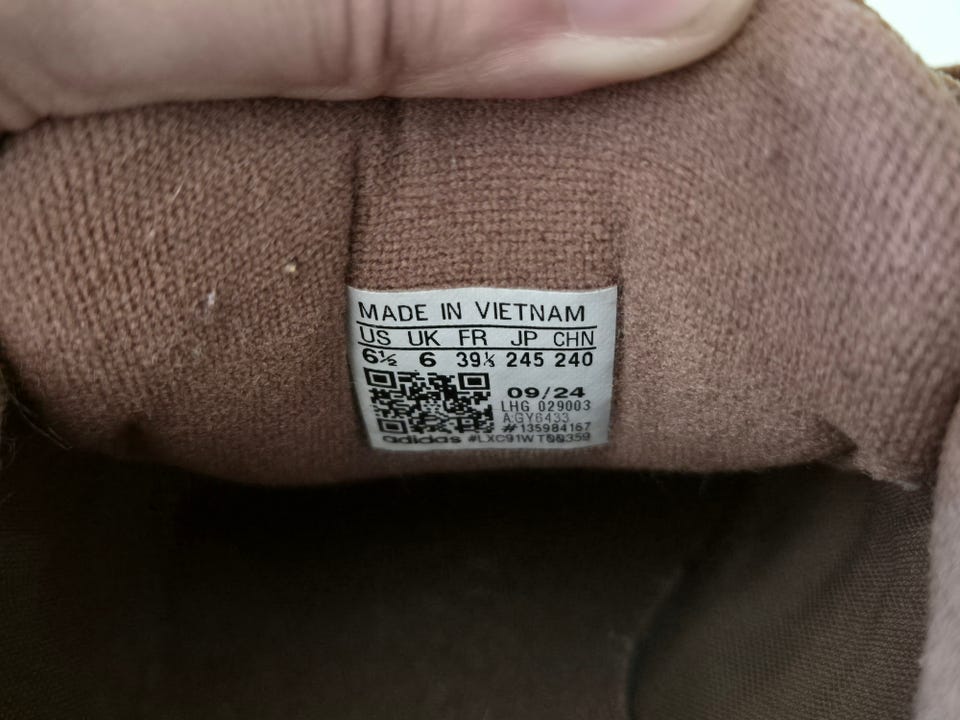 MADE IN VIETNAM
US UK FR JP CHN
6½ 6 39⅓ 245 240
09/24
LHG 029003
AGY6433
#135984167
adidas #LXC91WT00359